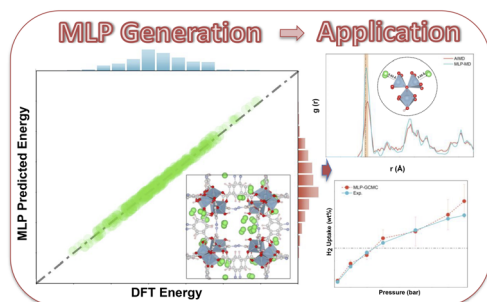 MLP Generation
Application
MLP Predicted Energy
DFT Energy
g (r)
AIMD
MLP-MD
r (Å)
H2 Uptake (wt%)
MLP-GCMC
Exp.
Pressure (bar)